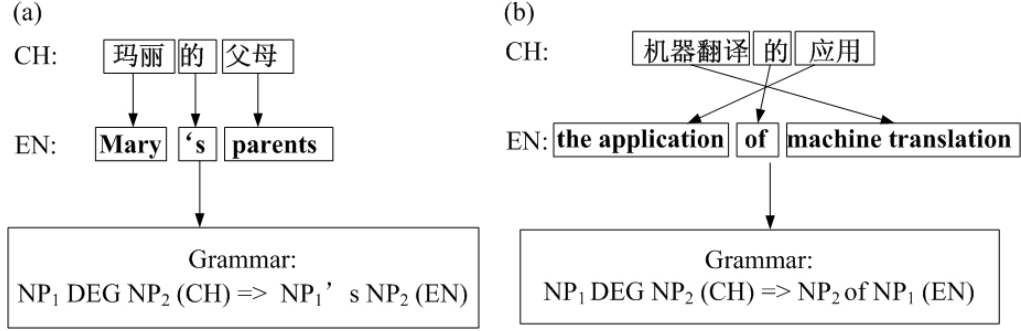 (a)
CH: 玛丽 的 父母
EN: Mary ‘s parents
Grammar:
NP₁ DEG NP₂ (CH) => NP₁’ s NP₂ (EN)
(b)
CH: 机器翻译 的 应用
EN: the application of machine translation
Grammar:
NP₁ DEG NP₂ (CH) => NP₂ of NP₁ (EN)